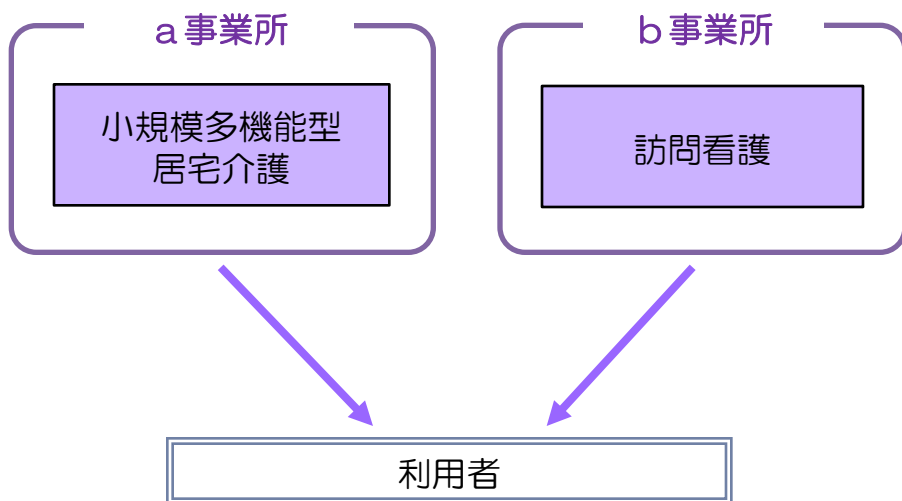 ａ事業所
ｂ事業所
小規模多機能型
居宅介護
訪問看護
利用者